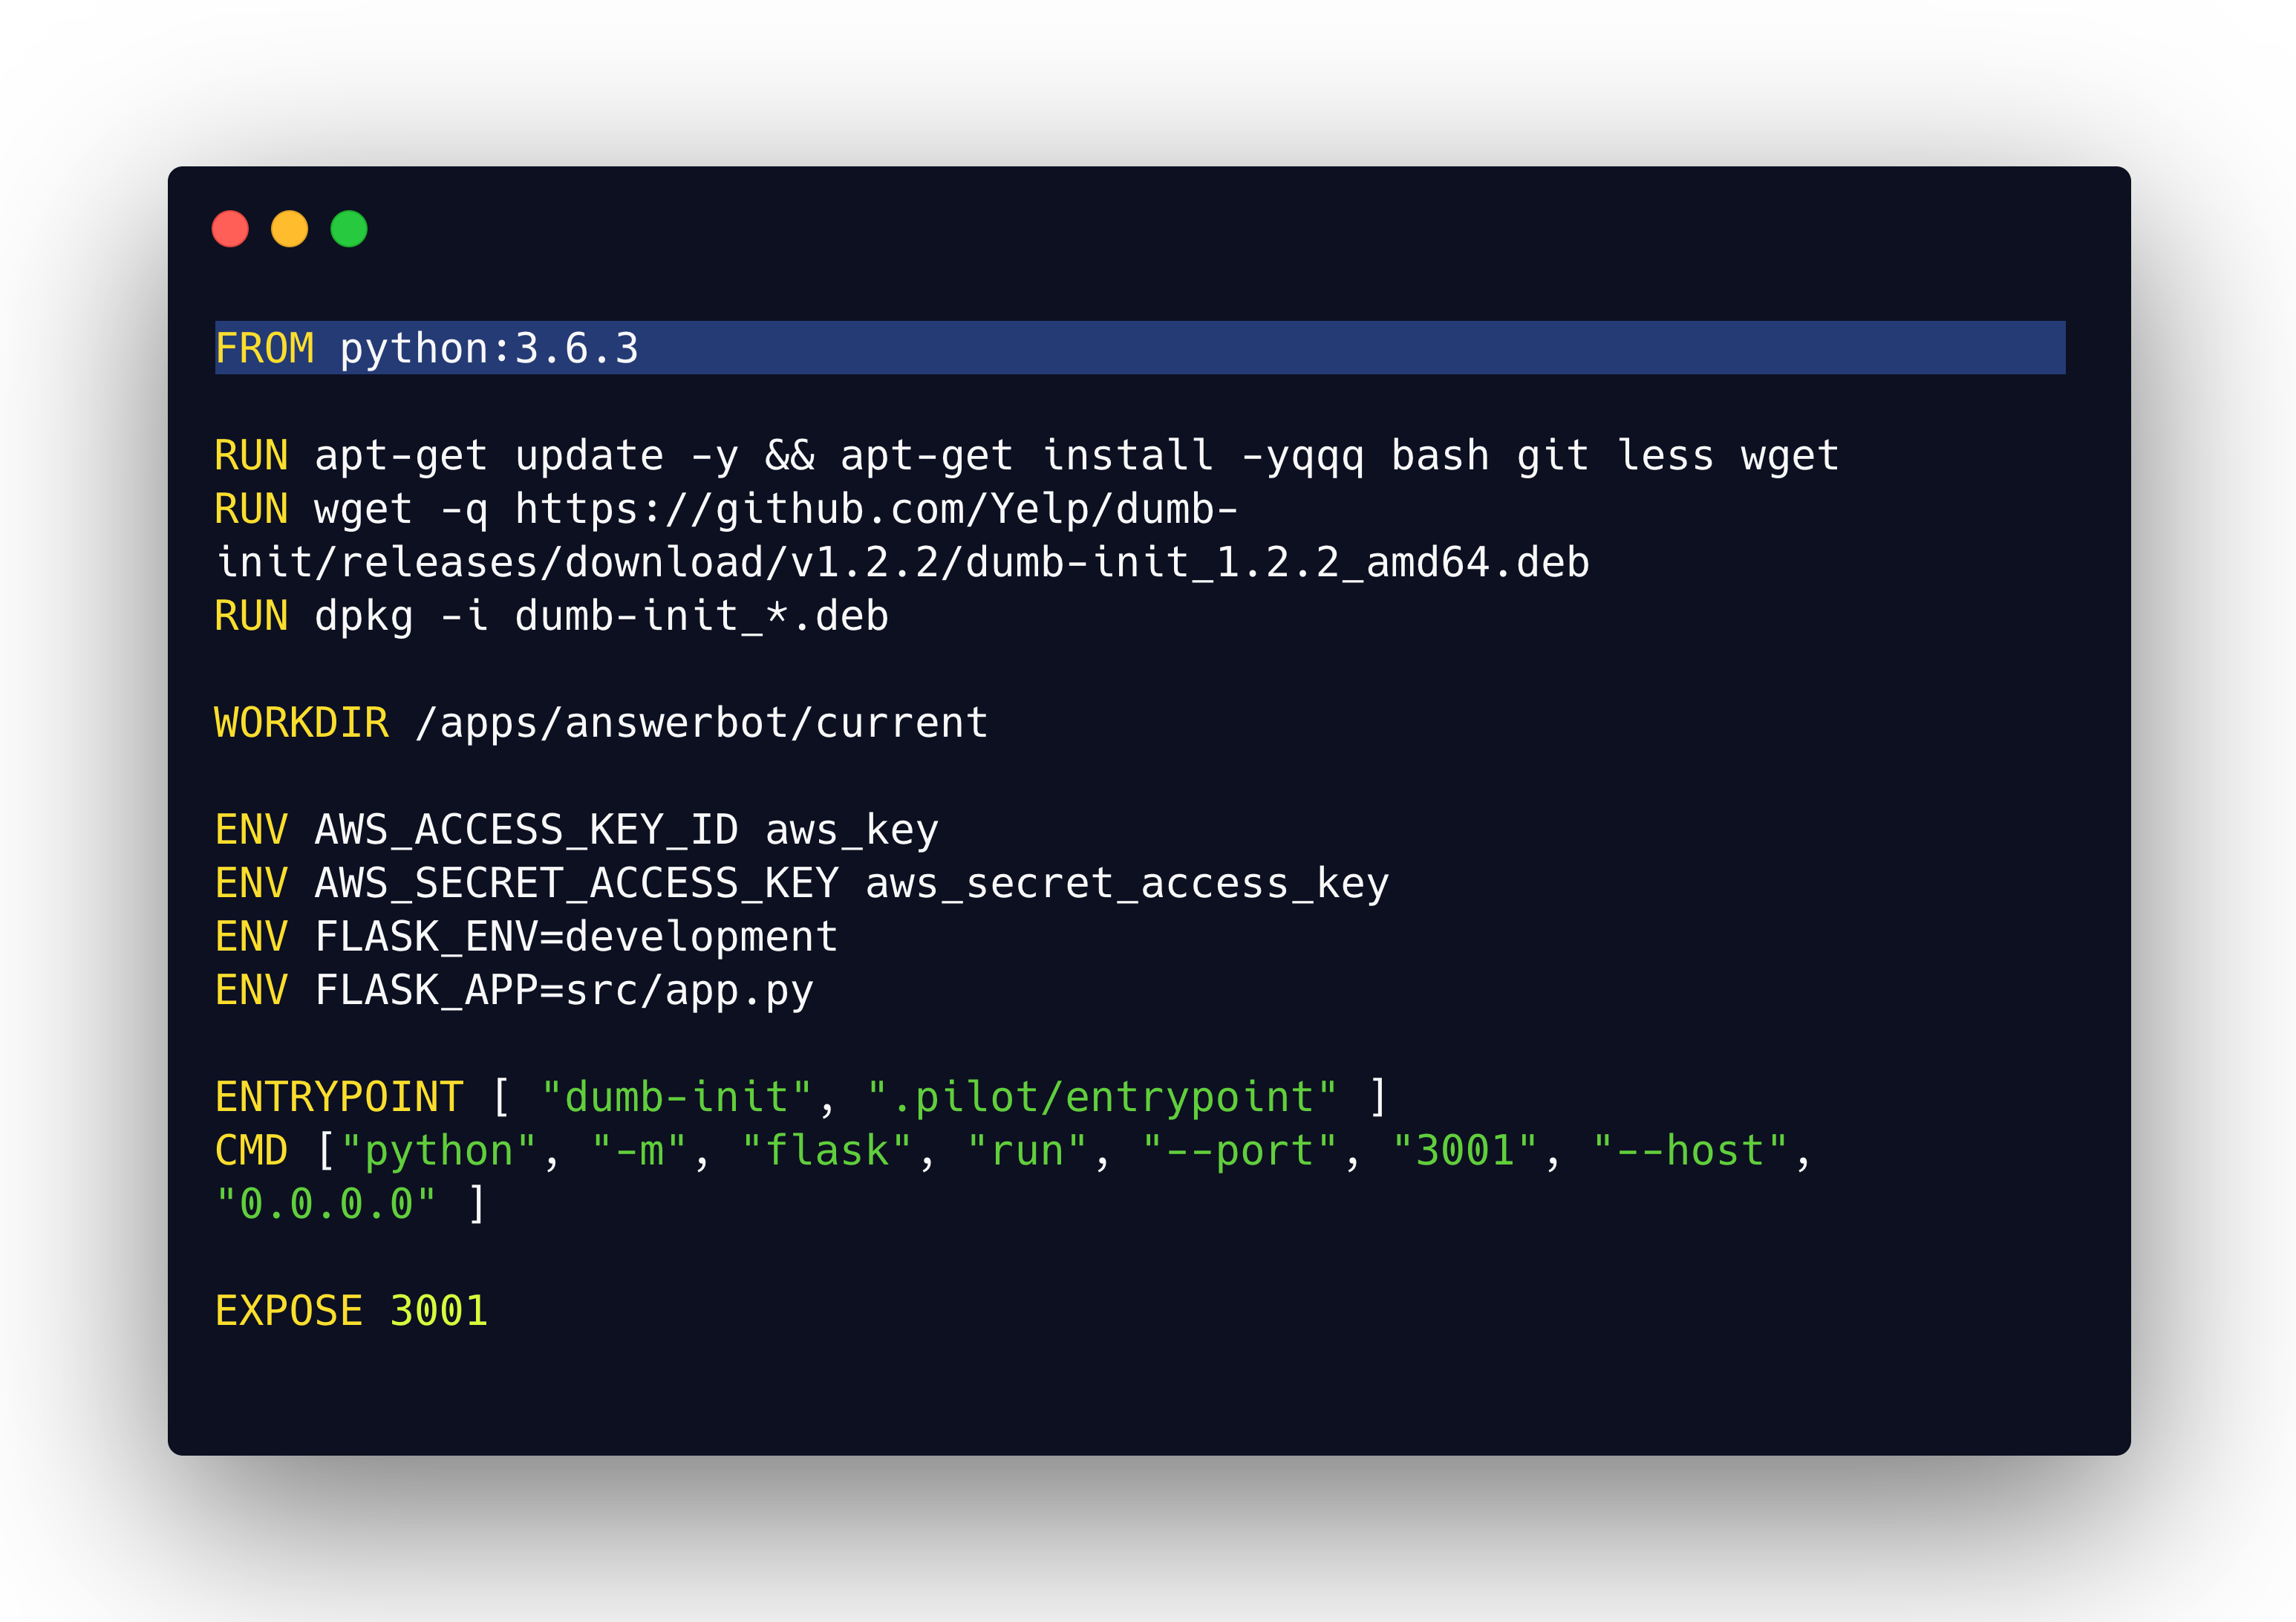 FROM python:3.6.3
RUN apt-get update -y && apt-get install -yqqq bash git less wget
RUN wget -q https://github.com/Yelp/dumb-
init/releases/download/v1.2.2/dumb-init_1.2.2_amd64.deb
RUN dpkg -i dumb-init_*.deb
WORKDIR /apps/answerbot/current
ENV AWS_ACCESS_KEY_ID aws_key
ENV AWS_SECRET_ACCESS_KEY aws_secret_access_key
ENV FLASK_ENV=development
ENV FLASK_APP=src/app.py
ENTRYPOINT [ "dumb-init", ".pilot/entrypoint" ]
CMD ["python", "-m", "flask", "run", "--port", "3001", "--host",
"0.0.0.0" ]
EXPOSE 3001